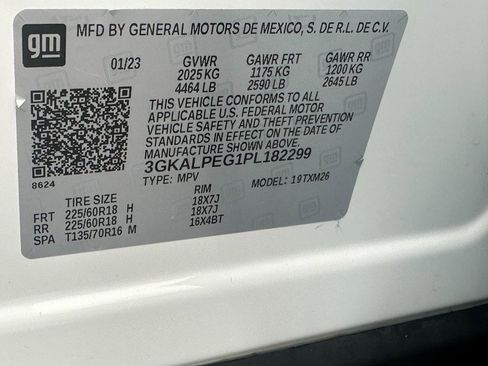 gm
MFD BY GENERAL MOTORS DE MEXICO, S. DE R.L. DE C.V.
01/23 GVWR GAWR FRT GAWR RR
2025 KG 1175 KG 1200 KG
4464 LB 2590 LB 2645 LB
THIS VEHICLE CONFORMS TO ALL
APPLICABLE U.S. FEDERAL MOTOR
VEHICLE SAFETY AND THEFT PREVENTION
STANDARDS IN EFFECT ON THE DATE OF
MANUFACTURE SHOWN ABOVE.
3GKALPEG1PL182299
8624
TYPE: MPV MODEL: 19TXM26
TIRE SIZE RIM
FRT 225/60R18 H 18X7J
RR 225/60R18 H 18X7J
SPA T135/70R16 M 16X4BT